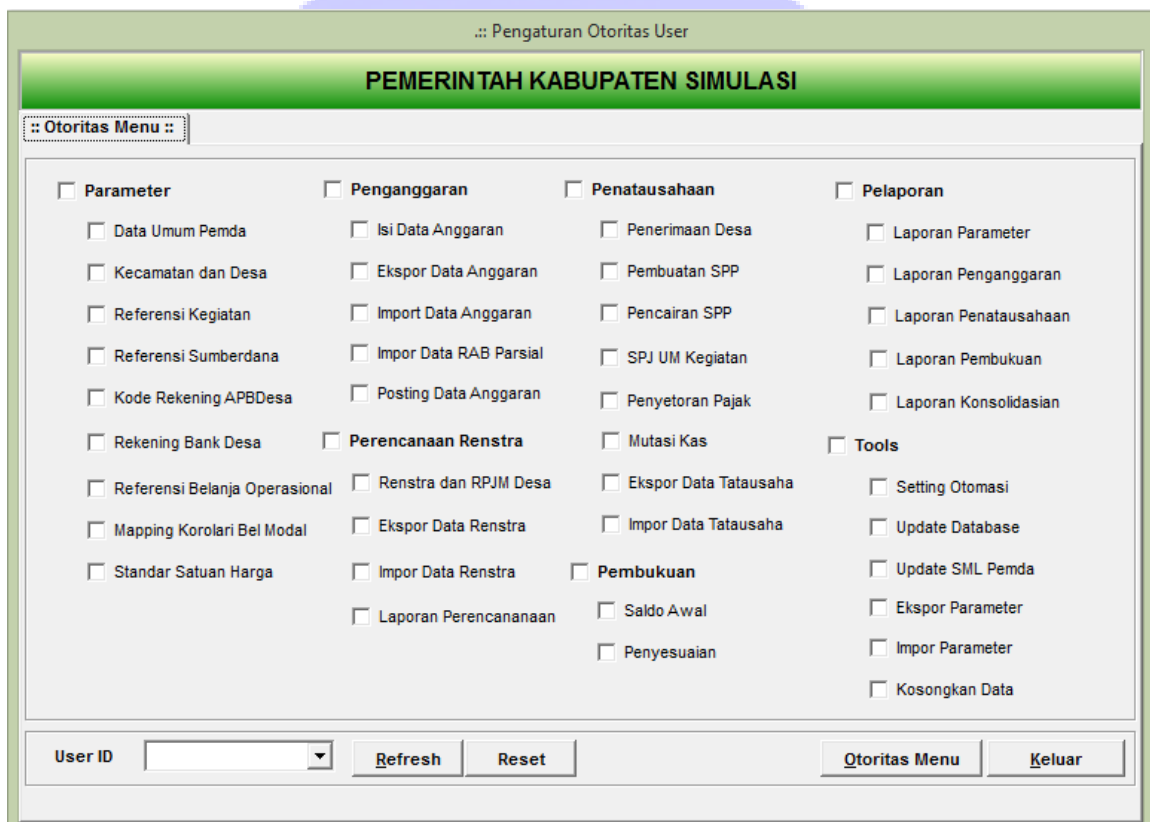 .:: Pengaturan Otoritas User
PEMERINTAH KABUPATEN SIMULASI
:: Otoritas Menu ::
Parameter
Data Umum Pemda
Kecamatan dan Desa
Referensi Kegiatan
Referensi Sumberdana
Kode Rekening APBDesa
Rekening Bank Desa
Referensi Belanja Operasional
Mapping Korolari Bel Modal
Standar Satuan Harga
Penganggaran
Isi Data Anggaran
Ekspor Data Anggaran
Import Data Anggaran
Impor Data RAB Parsial
Posting Data Anggaran
Perencanaan Renstra
Renstra dan RPJM Desa
Ekspor Data Renstra
Impor Data Renstra
Laporan Perencananaan
Penatausahaan
Penerimaan Desa
Pembuatan SPP
Pencairan SPP
SPJ UM Kegiatan
Penyetoran Pajak
Mutasi Kas
Ekspor Data Tatausaha
Impor Data Tatausaha
Pembukuan
Saldo Awal
Penyesuaian
Pelaporan
Laporan Parameter
Laporan Penganggaran
Laporan Penatausahaan
Laporan Pembukuan
Laporan Konsolidasian
Tools
Setting Otomasi
Update Database
Update SML Pemda
Ekspor Parameter
Impor Parameter
Kosongkan Data
User ID
Refresh
Reset
Otoritas Menu
Keluar